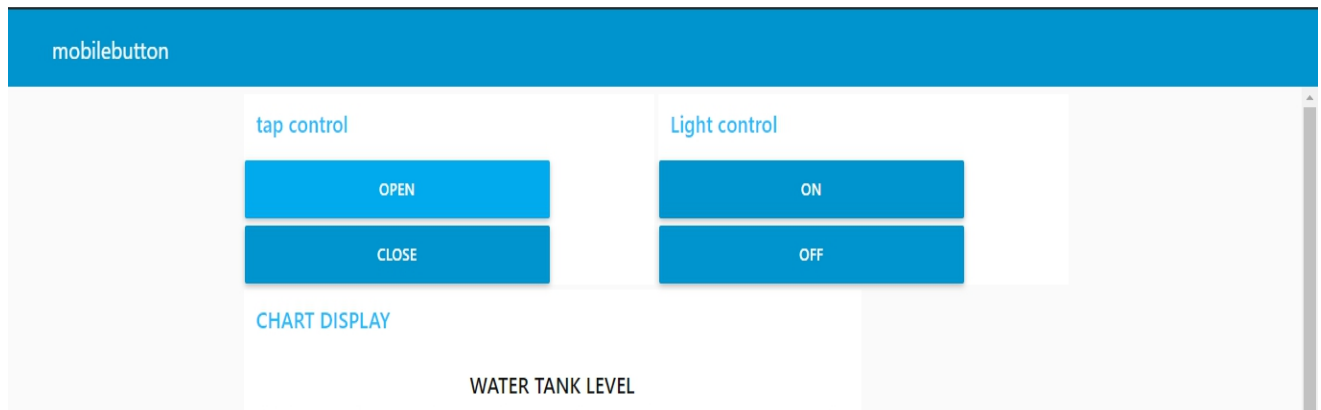 mobilebutton
tap control
OPEN
CLOSE
Light control
ON
OFF
CHART DISPLAY
WATER TANK LEVEL